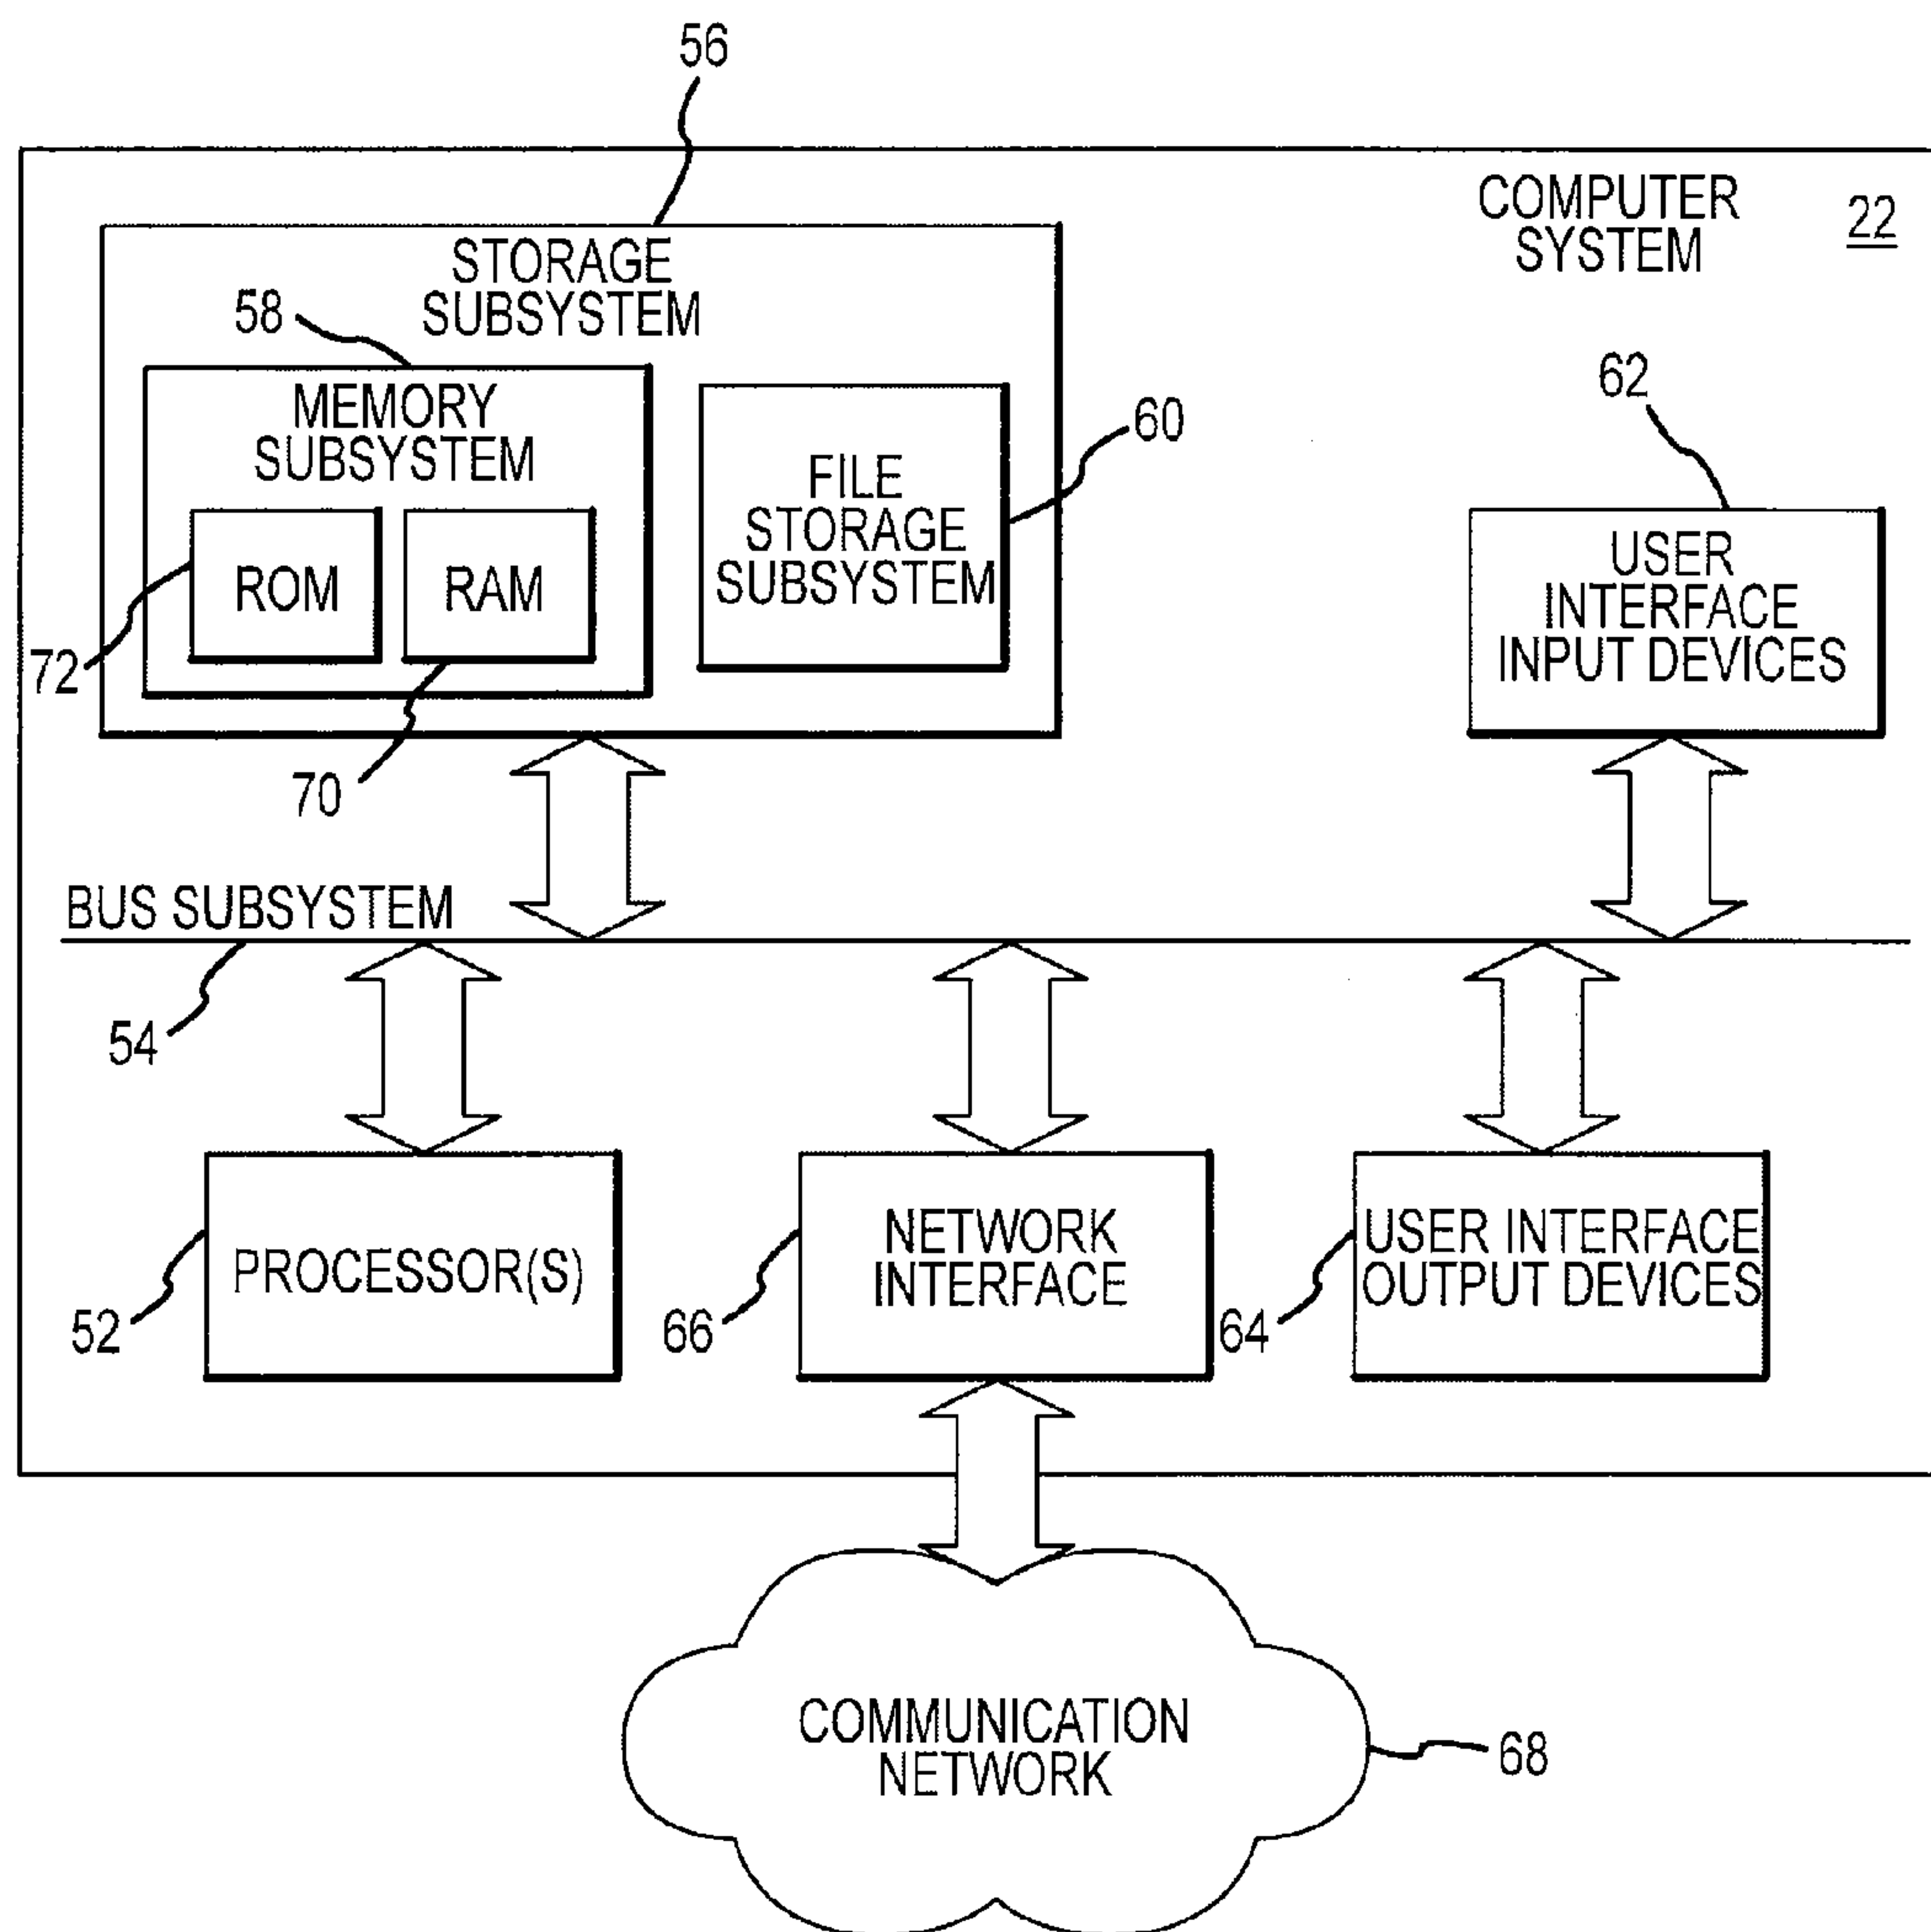 56
COMPUTER
SYSTEM
22
STORAGE
SUBSYSTEM
58
MEMORY
SUBSYSTEM
62
60
FILE
STORAGE
SUBSYSTEM
ROM
RAM
USER
INTERFACE
INPUT DEVICES
72
70
BUS SUBSYSTEM
54
PROCESSOR(S)
NETWORK
INTERFACE
USER INTERFACE
OUTPUT DEVICES
52
66
64
COMMUNICATION
NETWORK
68